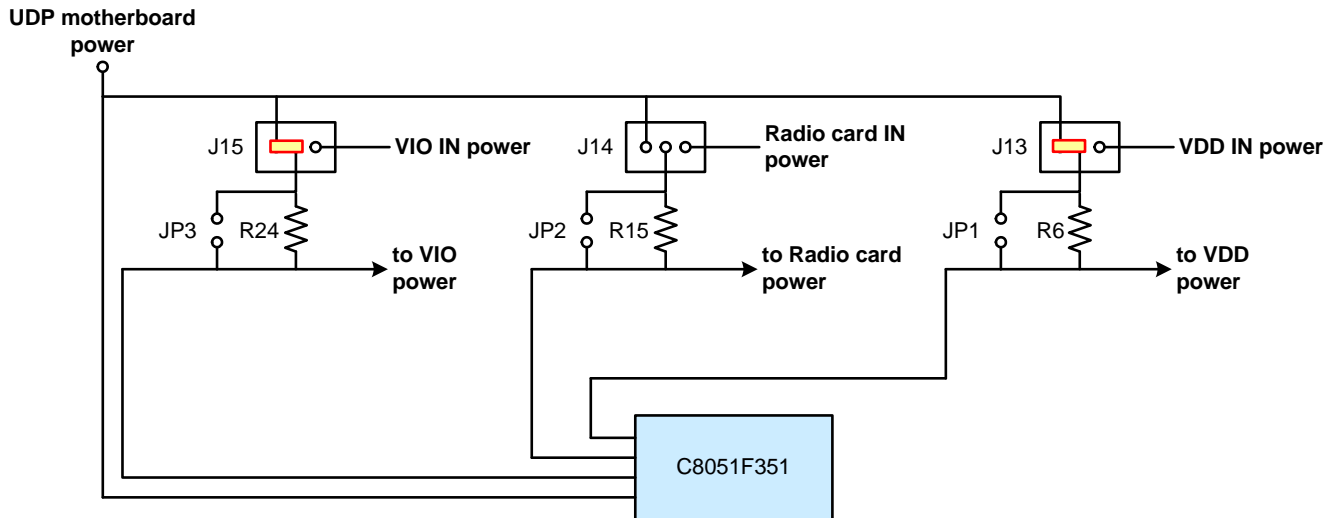 UDP motherboard
power
J15
VIO IN power
J14
Radio card IN
power
J13
VDD IN power
JP3
R24
JP2
R15
JP1
R6
to VIO
power
to Radio card
power
to VDD
power
C8051F351